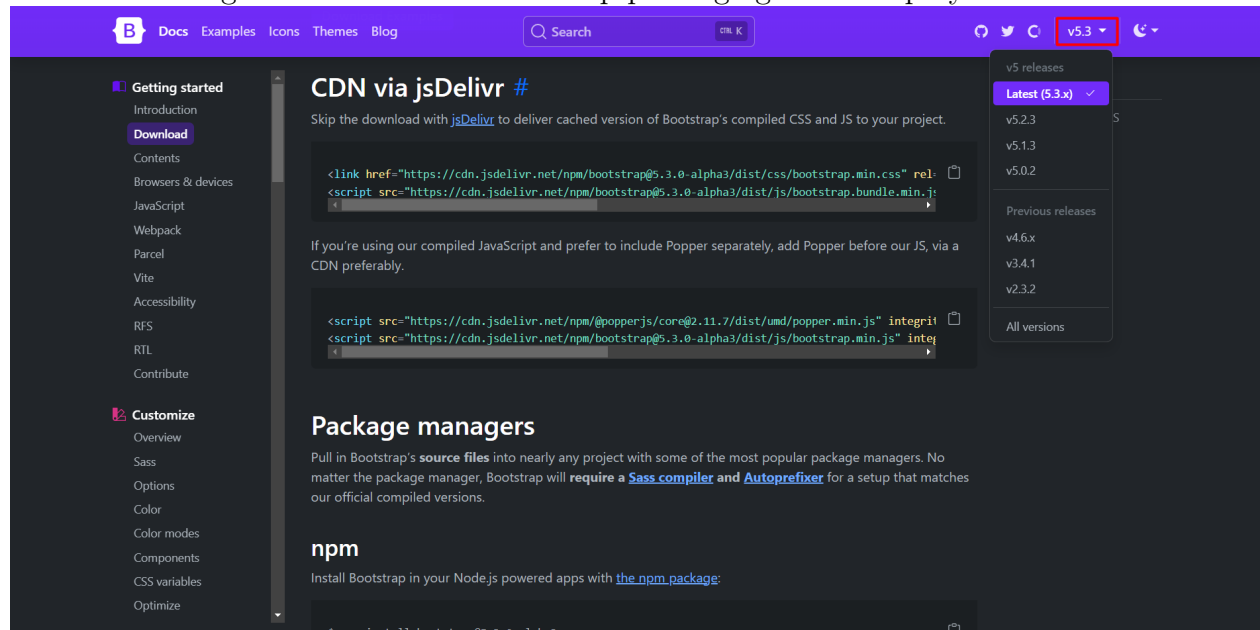 B Docs Examples Icons Themes Blog Search CTRL K v5.3
v5 releases
Latest (5.3.x)
v5.2.3
v5.1.3
v5.0.2
Previous releases
v4.6.x
v3.4.1
v2.3.2
All versions
Getting started
Introduction
Download
Contents
Browsers & devices
JavaScript
Webpack
Parcel
Vite
Accessibility
RFS
RTL
Contribute
Customize
Overview
Sass
Options
Color
Color modes
Components
CSS variables
Optimize
CDN via jsDelivr #
Skip the download with jsDelivr to deliver cached version of Bootstrap's compiled CSS and JS to your project.
<link href="https://cdn.jsdelivr.net/npm/bootstrap@5.3.0-alpha3/dist/css/bootstrap.min.css" rel=
<script src="https://cdn.jsdelivr.net/npm/bootstrap@5.3.0-alpha3/dist/js/bootstrap.bundle.min.js
If you're using our compiled JavaScript and prefer to include Popper separately, add Popper before our JS, via a
CDN preferably.
<script src="https://cdn.jsdelivr.net/npm/@popperjs/core@2.11.7/dist/umd/popper.min.js" integrit
<script src="https://cdn.jsdelivr.net/npm/bootstrap@5.3.0-alpha3/dist/js/bootstrap.min.js" integ
Package managers
Pull in Bootstrap's source files into nearly any project with some of the most popular package managers. No
matter the package manager, Bootstrap will require a Sass compiler and Autoprefixer for a setup that matches
our official compiled versions.
npm
Install Bootstrap in your Node.js powered apps with the npm package: